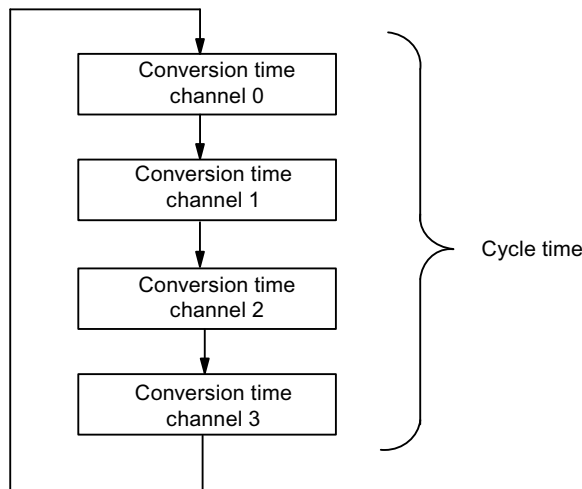 Conversion time
channel 0
Conversion time
channel 1
Conversion time
channel 2
Conversion time
channel 3
Cycle time